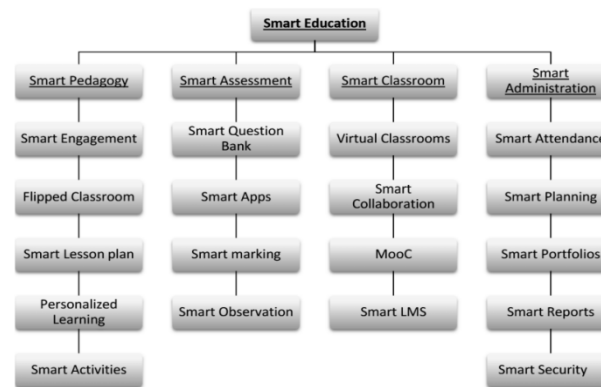 Smart Education
Smart Pedagogy
Smart Engagement
Flipped Classroom
Smart Lesson plan
Personalized
Learning
Smart Activities
Smart Assessment
Smart Question
Bank
Smart Apps
Smart marking
Smart Observation
Smart Classroom
Virtual Classrooms
Smart
Collaboration
MooC
Smart LMS
Smart
Administration
Smart Attendance
Smart Planning
Smart Portfolios
Smart Reports
Smart Security